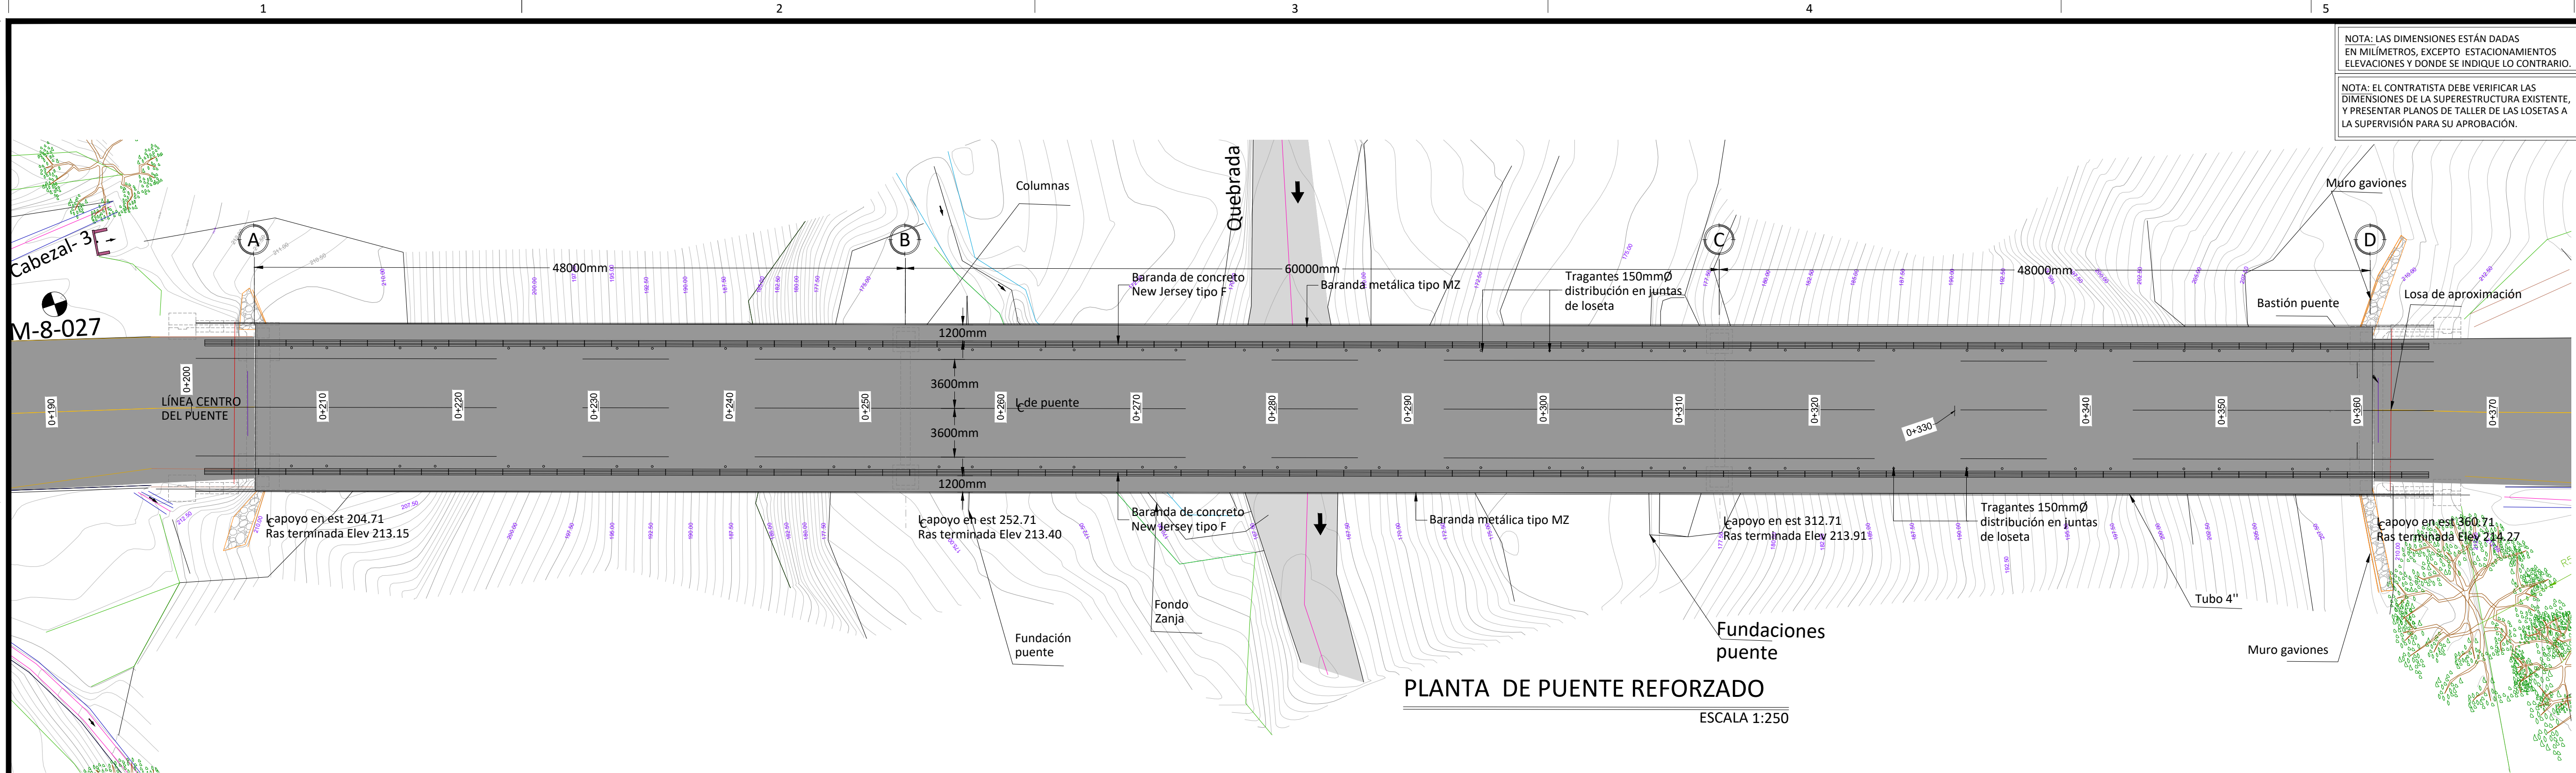 1
2
3
4
5
NOTA: LAS DIMENSIONES ESTÁN DADAS
EN MILÍMETROS, EXCEPTO ESTACIONAMIENTOS
ELEVACIONES Y DONDE SE INDIQUE LO CONTRARIO.
NOTA: EL CONTRATISTA DEBE VERIFICAR LAS
DIMENSIONES DE LA SUPERESTRUCTURA EXISTENTE,
Y PRESENTAR PLANOS DE TALLER DE LAS LOSETAS A
LA SUPERVISIÓN PARA SU APROBACIÓN.
Cabezal- 3
M-8-027
A
B
C
D
48000mm
60000mm
48000mm
Columnas
Quebrada
Baranda de concreto
New Jersey tipo F
Baranda metálica tipo MZ
Tragantes 150mmØ
distribución en juntas
de loseta
Muro gaviones
Bastión puente
Losa de aproximación
1200mm
3600mm
3600mm
1200mm
CL de puente
LÍNEA CENTRO
DEL PUENTE
0+190
0+200
0+210
0+220
0+230
0+240
0+250
0+260
0+270
0+280
0+290
0+300
0+310
0+320
0+330
0+340
0+350
0+360
0+370
CL apoyo en est 204.71
Ras terminada Elev 213.15
CL apoyo en est 252.71
Ras terminada Elev 213.40
Baranda de concreto
New Jersey tipo F
Baranda metálica tipo MZ
CL apoyo en est 312.71
Ras terminada Elev 213.91
Tragantes 150mmØ
distribución en juntas
de loseta
CL apoyo en est 360.71
Ras terminada Elev 214.27
Fundación
puente
Fondo
Zanja
Fundaciones
puente
Tubo 4"
Muro gaviones
PLANTA DE PUENTE REFORZADO
ESCALA 1:250